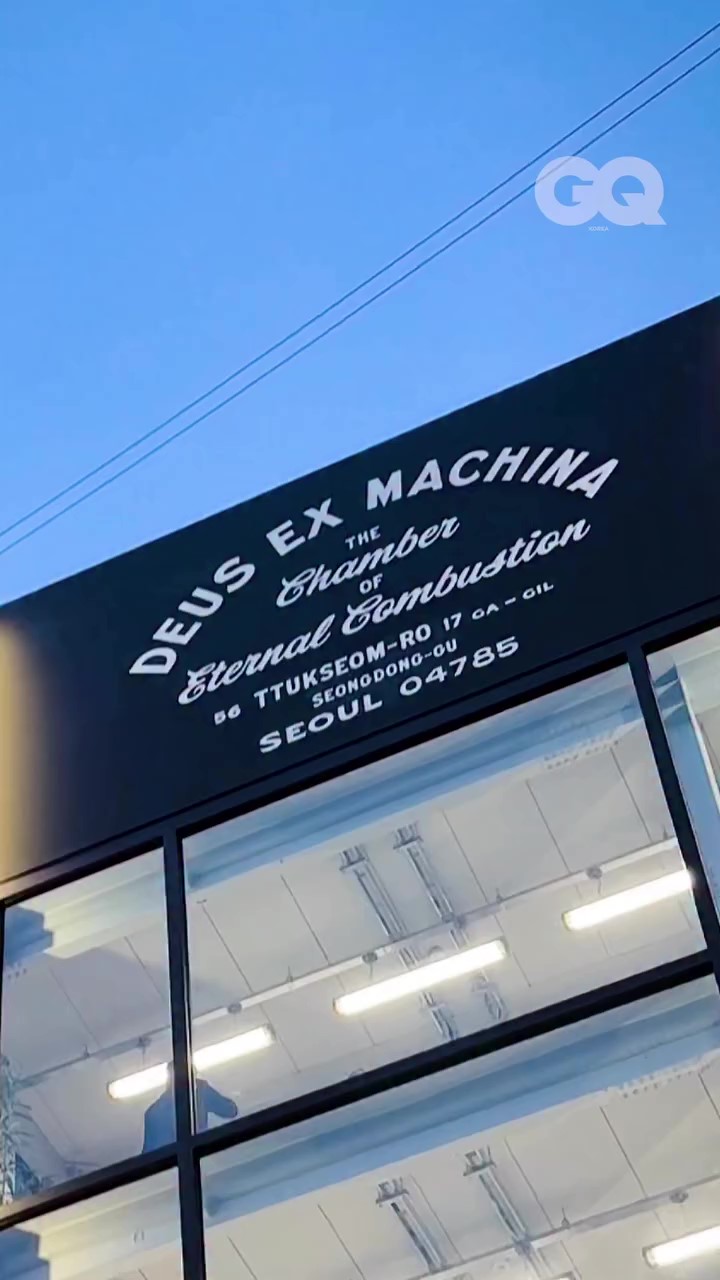 GQ
KOREA
DEUS EX MACHINA
THE
Chamber
OF
Eternal Combustion
56 TTUKSEOM-RO 17 GA-GIL
SEONGDONG-GU
SEOUL 04785